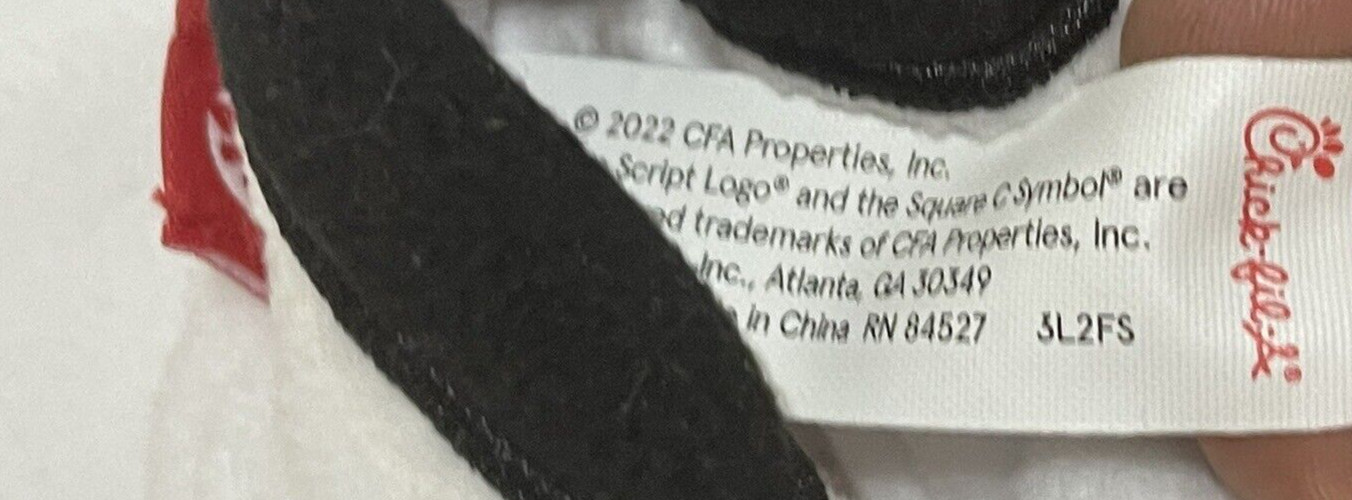 © 2022 CFA Properties, Inc.
Script Logo® and the Square C Symbol® are
trademarks of CFA Properties, Inc.
Inc., Atlanta, GA 30349
in China RN 84527 3L2FS
Chick-fil-A®